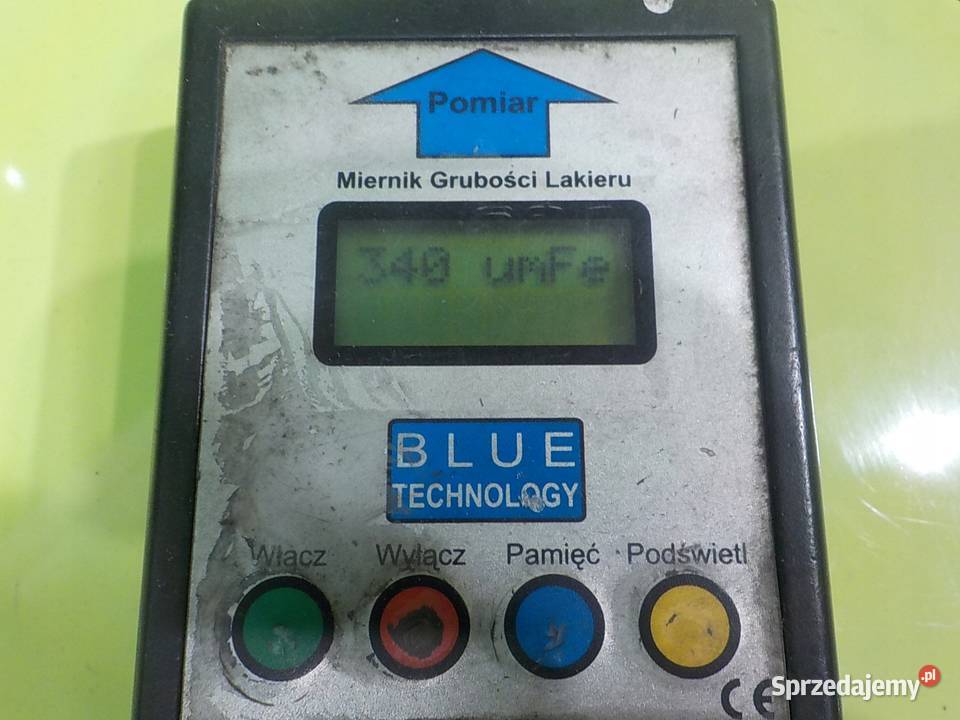 Pomiar
Miernik Grubości Lakieru
340 umFe
BLUE
TECHNOLOGY
Włącz Wyłącz Pamięć Podświetl
CE
Sprzedajemy.pl